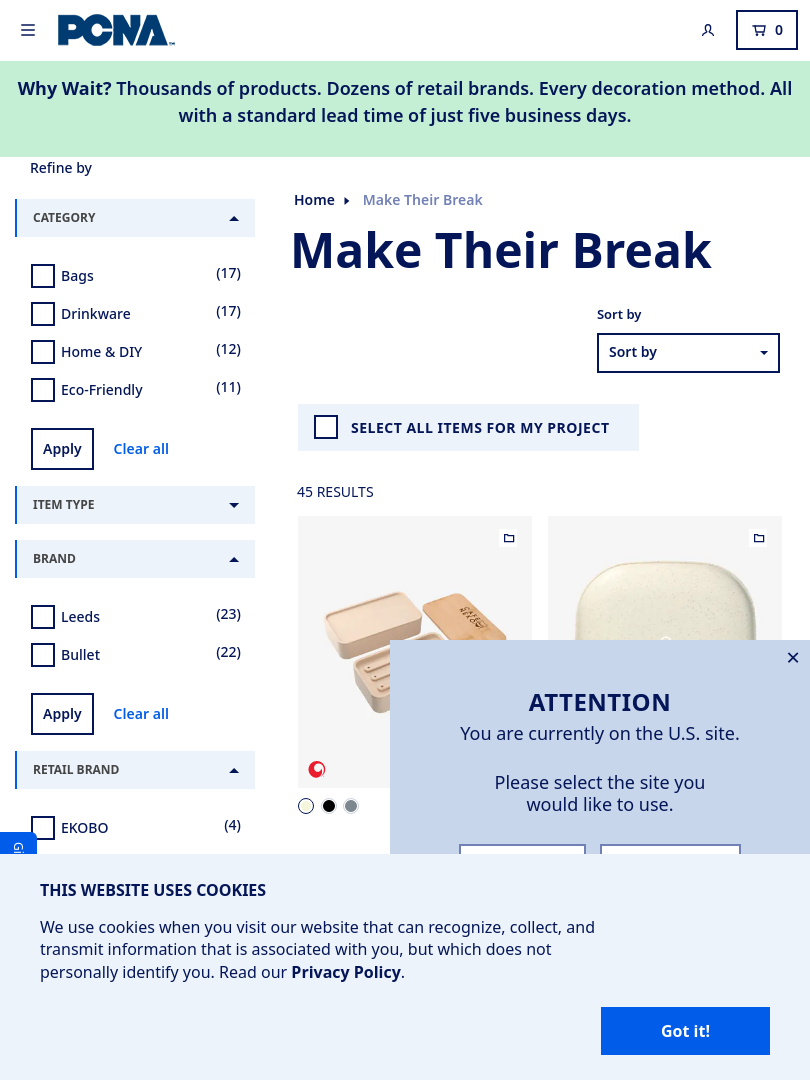 PCNA
0
Why Wait? Thousands of products. Dozens of retail brands. Every decoration method. All
with a standard lead time of just five business days.
Refine by
CATEGORY
Bags (17)
Drinkware (17)
Home & DIY (12)
Eco-Friendly (11)
Apply Clear all
ITEM TYPE
BRAND
Leeds (23)
Bullet (22)
Apply Clear all
RETAIL BRAND
EKOBO (4)
Home Make Their Break
Make Their Break
Sort by
Sort by
SELECT ALL ITEMS FOR MY PROJECT
45 RESULTS
ATTENTION
You are currently on the U.S. site.
Please select the site you
would like to use.
THIS WEBSITE USES COOKIES
We use cookies when you visit our website that can recognize, collect, and
transmit information that is associated with you, but which does not
personally identify you. Read our Privacy Policy.
Got it!